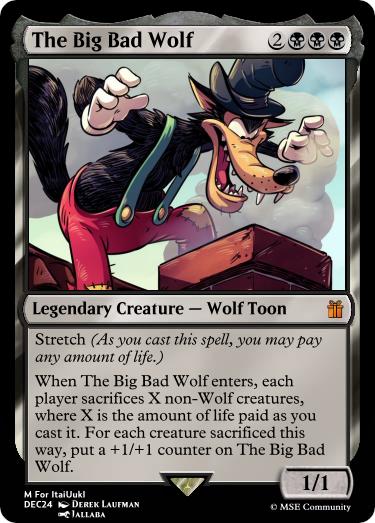 The Big Bad Wolf 2
Legendary Creature — Wolf Toon
Stretch (As you cast this spell, you may pay
any amount of life.)
When The Big Bad Wolf enters, each
player sacrifices X non-Wolf creatures,
where X is the amount of life paid as you
cast it. For each creature sacrificed this
way, put a +1/+1 counter on The Big Bad
Wolf.
1/1
M For ItaiUukI
DEC24 Derek Laufman
Jallaba
© MSE Community